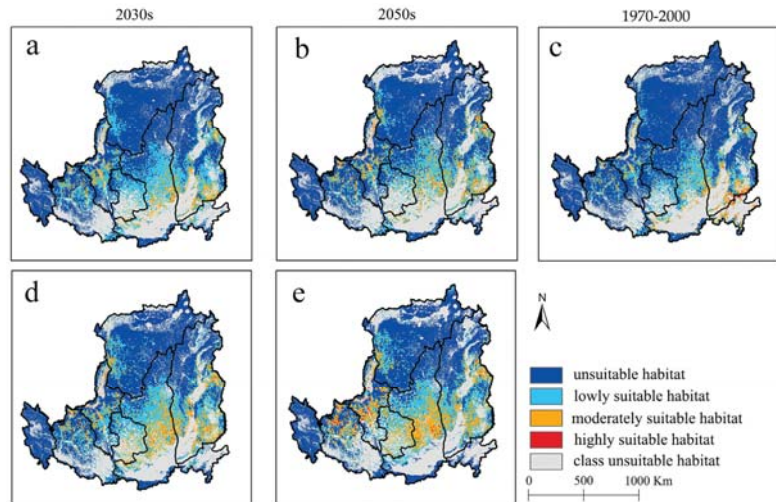 2030s 2050s 1970-2000
a b c
d e
N
unsuitable habitat
lowly suitable habitat
moderately suitable habitat
highly suitable habitat
class unsuitable habitat
0 500 1000 Km